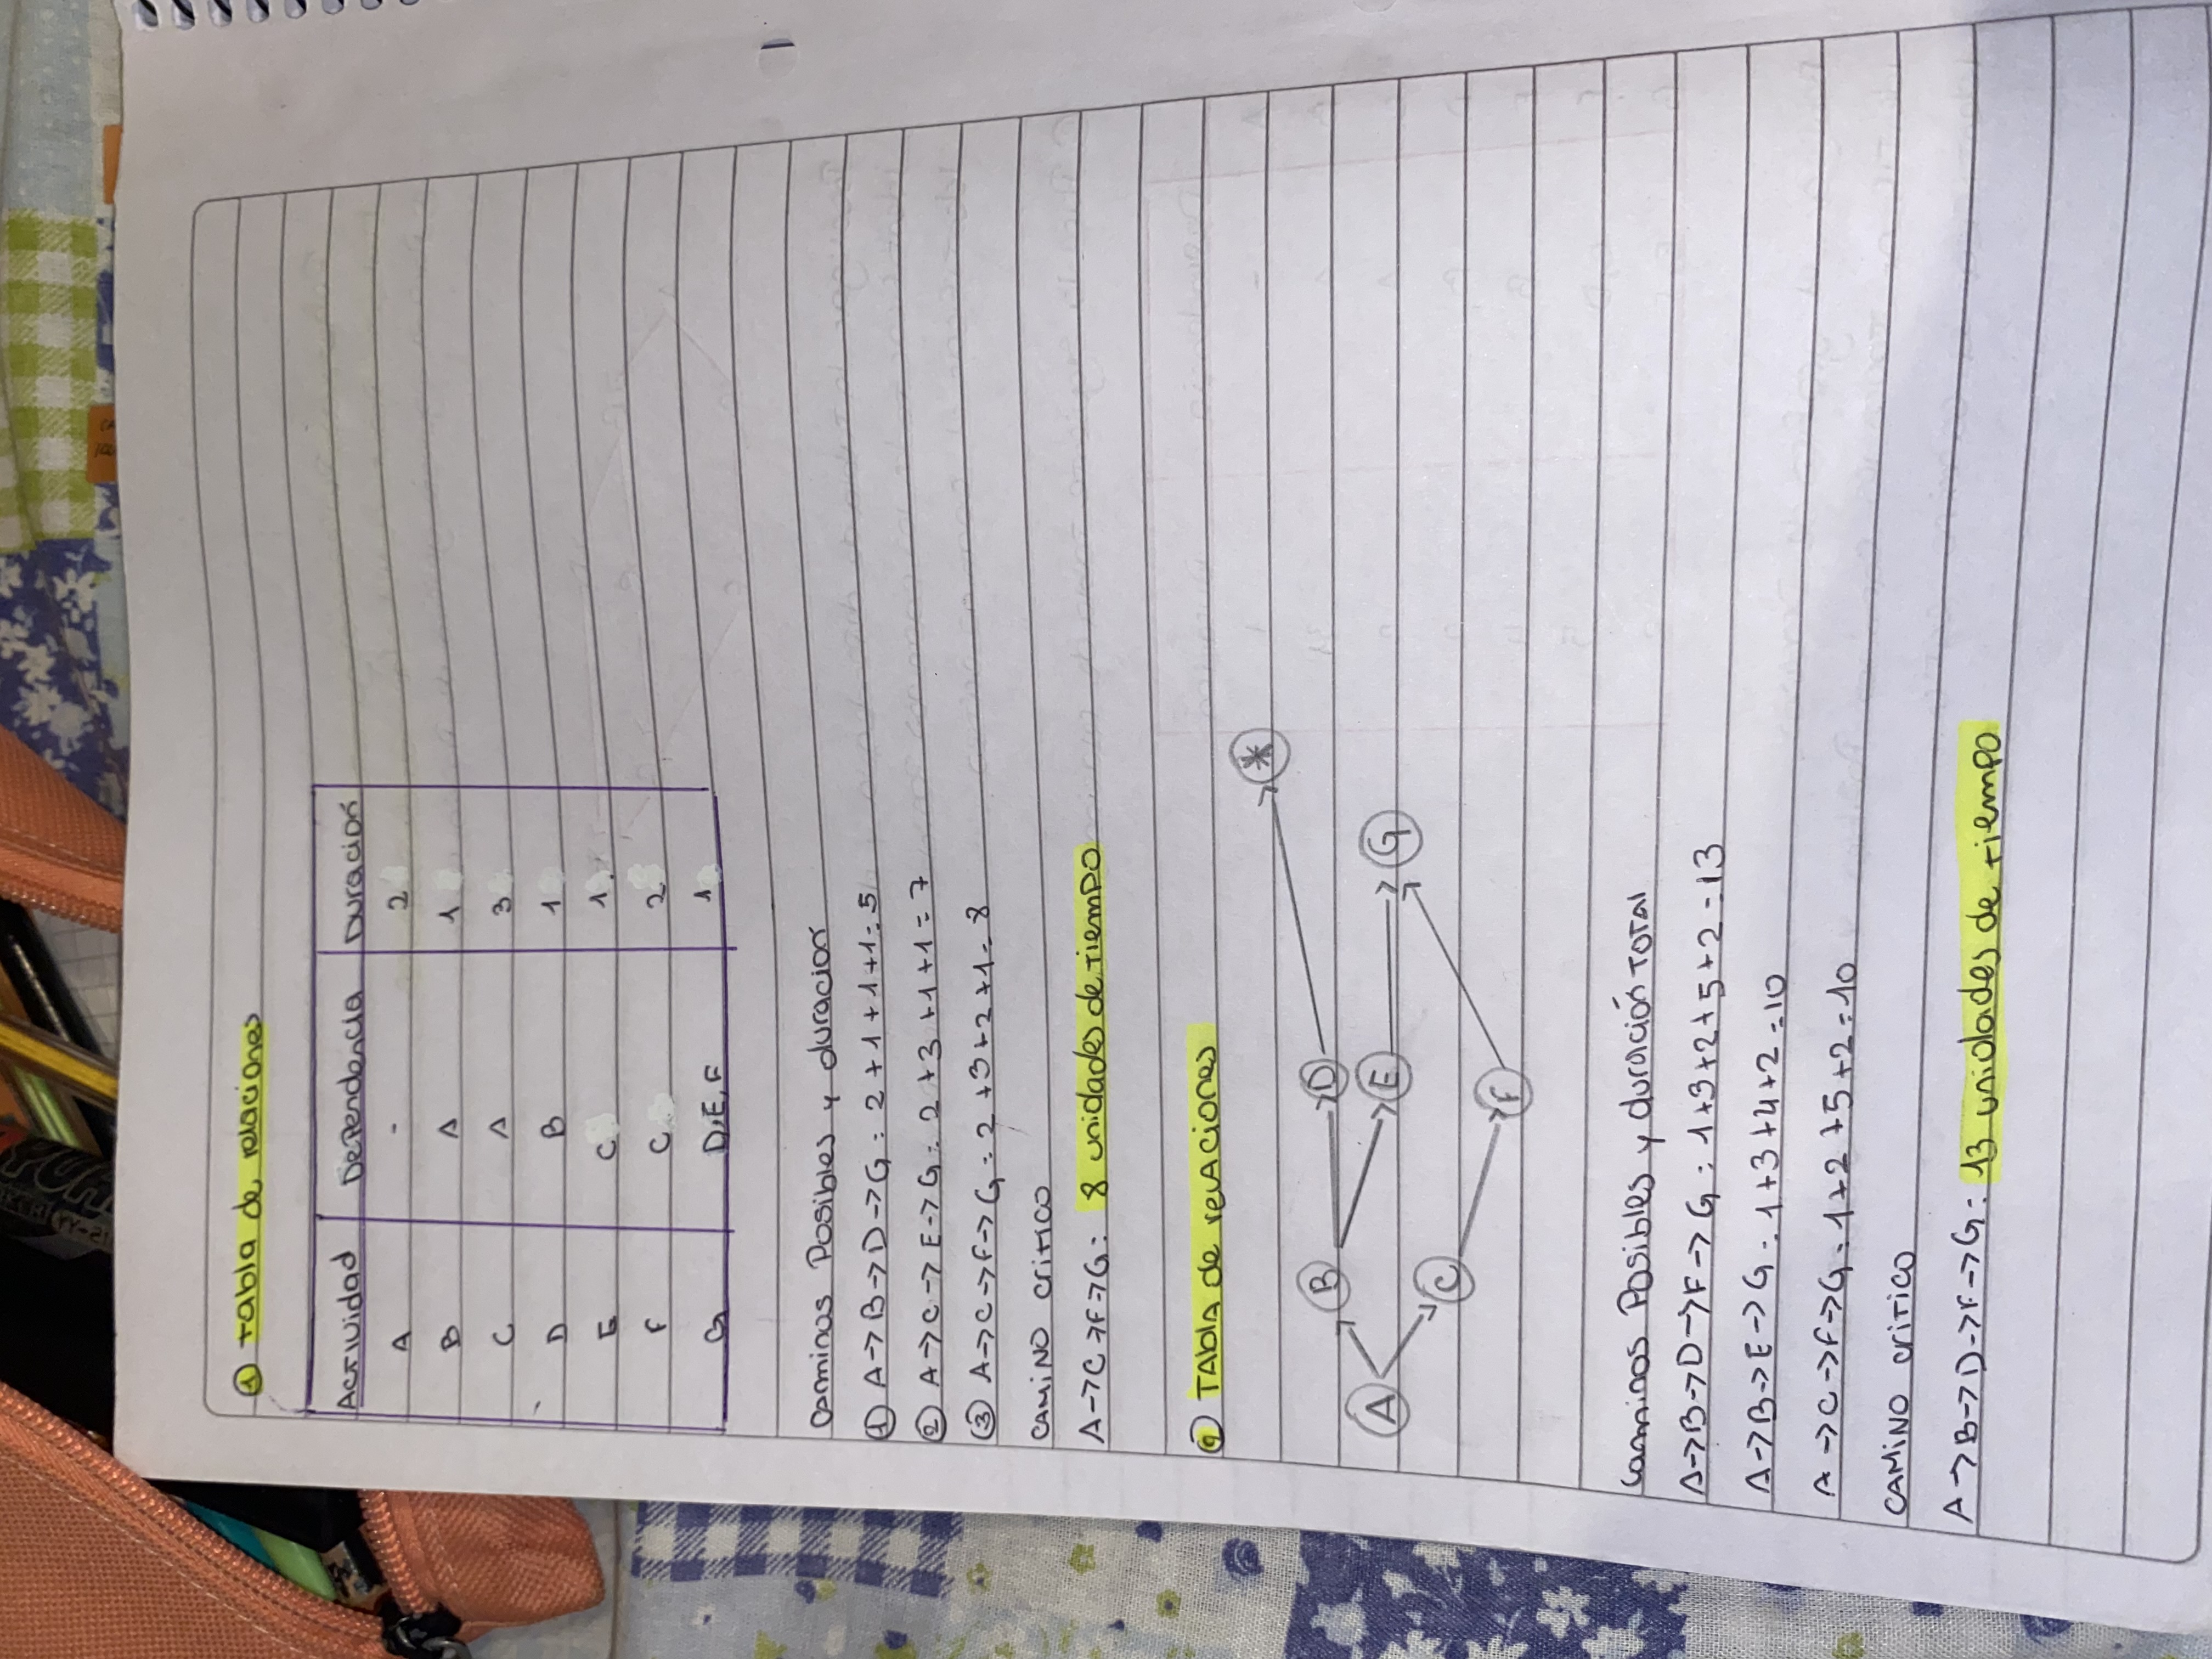 ① tabla de relaciones
Actividad Dependencia Duración
A - 2
B A 1
C A 3
D B 1
E C 1.
F C 2
G D,E,F 1
Caminos Posibles y duración
① A→B→D→G: 2+1+1+1=5
② A→C→E→G: 2+3+1+1=7
③ A→C→F→G: 2+3+2+1=8
CAMINO critico
A→C→F→G: 8 unidades de tiempo
② TAblA de relAciones
*
B D
A E G
C
F
Caminos Posibles y duración TOTAl
A→B→D→F→G: 1+3+2+5+2=13
A→B→E→G: 1+3+4+2=10
A→C→F→G: 1+2+5+2=10
CAMINO critico
A→B→D→F→G: 13 unidades de tiempo